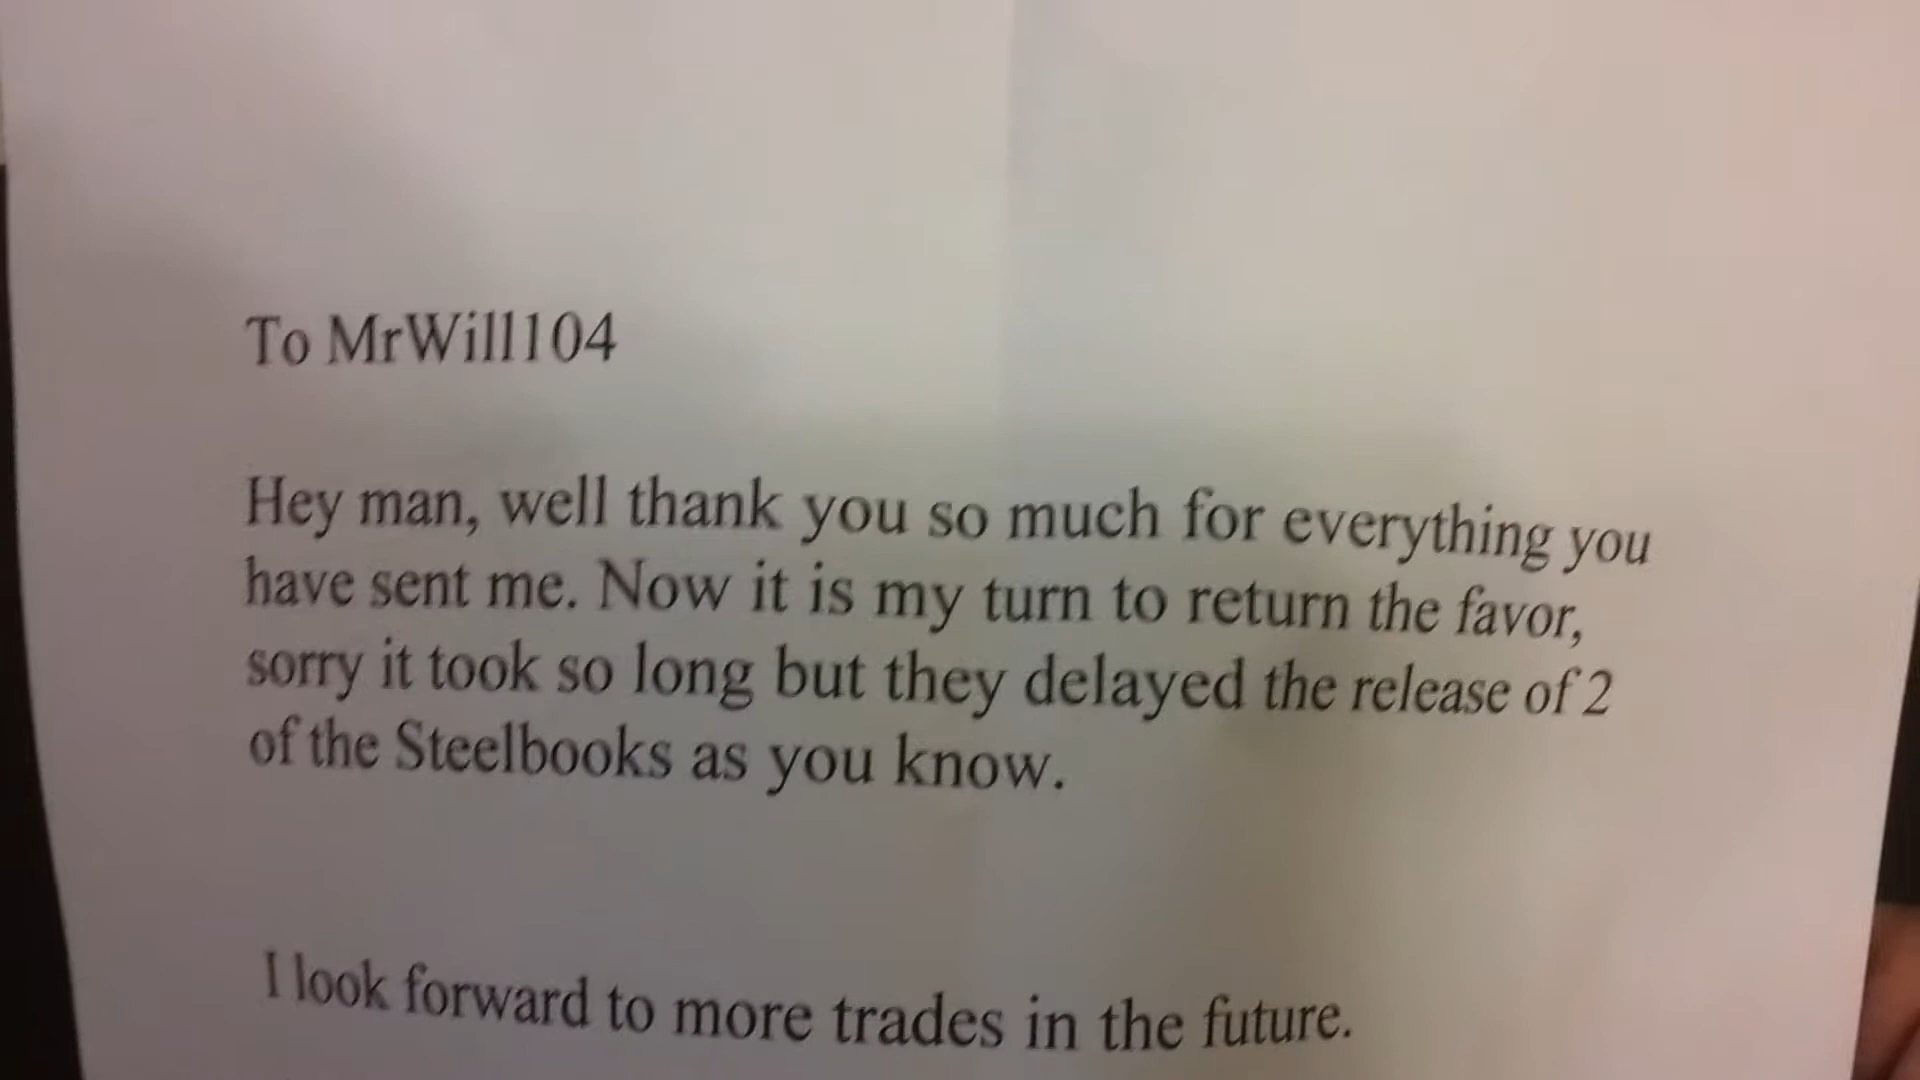 To MrWill104
Hey man, well thank you so much for everything you
have sent me. Now it is my turn to return the favor,
sorry it took so long but they delayed the release of 2
of the Steelbooks as you know.
I look forward to more trades in the future.